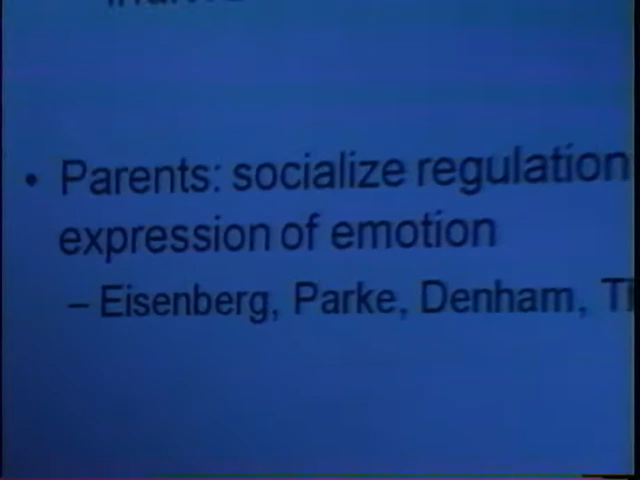 • Parents: socialize regulation
expression of emotion
– Eisenberg, Parke, Denham,